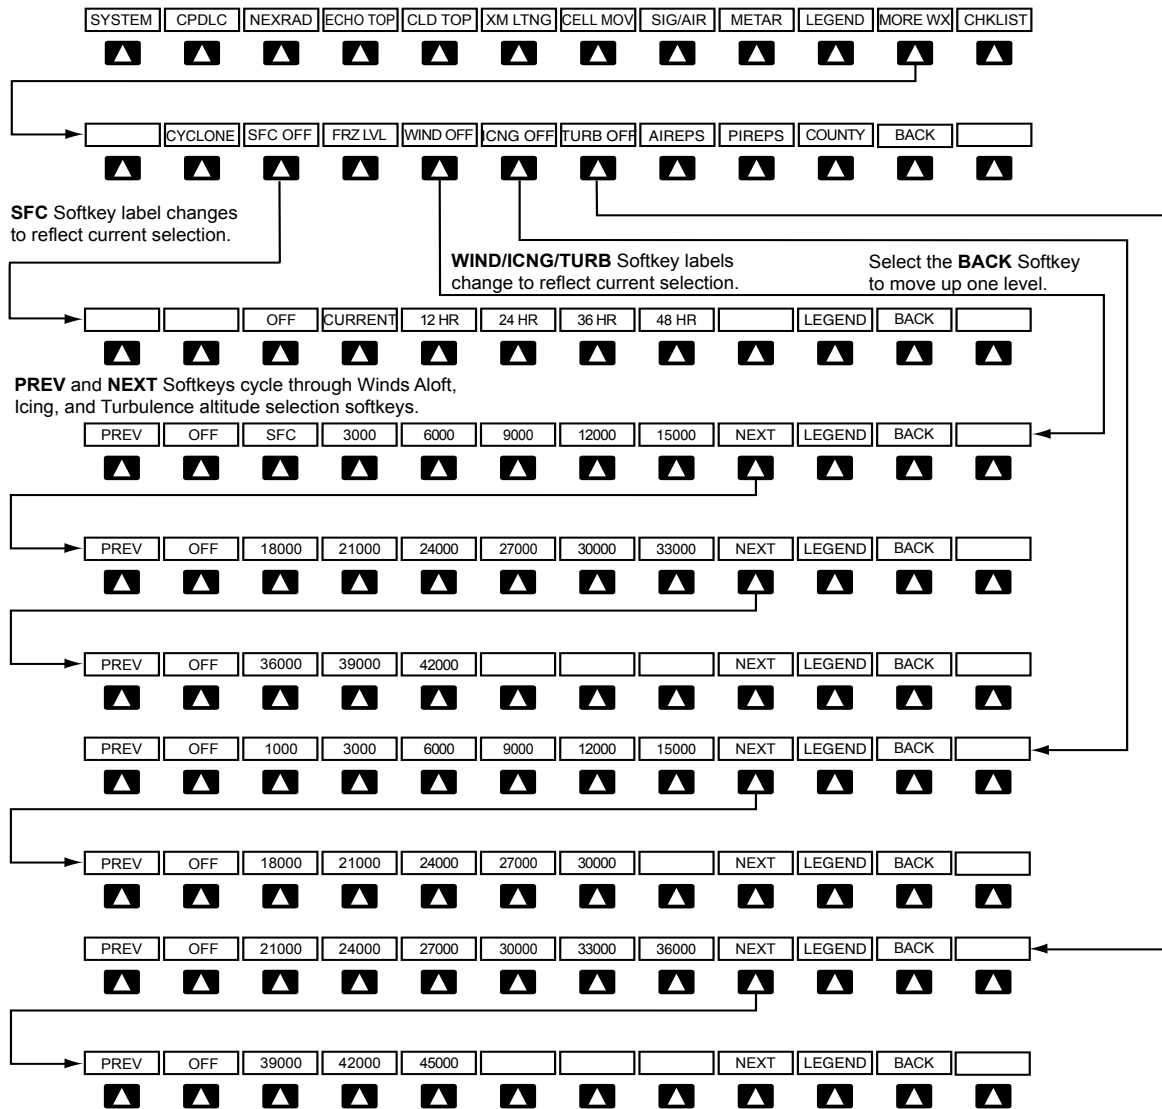 SYSTEM CPDLC NEXRAD ECHO TOP CLD TOP XM LTNG CELL MOV SIG/AIR METAR LEGEND MORE WX CHKLIST
CYCLONE SFC OFF FRZ LVL WIND OFF ICNG OFF TURB OFF AIREPS PIREPS COUNTY BACK
SFC Softkey label changes
to reflect current selection.
WIND/ICNG/TURB Softkey labels
change to reflect current selection.
Select the BACK Softkey
to move up one level.
OFF CURRENT 12 HR 24 HR 36 HR 48 HR LEGEND BACK
PREV and NEXT Softkeys cycle through Winds Aloft,
Icing, and Turbulence altitude selection softkeys.
PREV OFF SFC 3000 6000 9000 12000 15000 NEXT LEGEND BACK
PREV OFF 18000 21000 24000 27000 30000 33000 NEXT LEGEND BACK
PREV OFF 36000 39000 42000 NEXT LEGEND BACK
PREV OFF 1000 3000 6000 9000 12000 15000 NEXT LEGEND BACK
PREV OFF 18000 21000 24000 27000 30000 NEXT LEGEND BACK
PREV OFF 21000 24000 27000 30000 33000 36000 NEXT LEGEND BACK
PREV OFF 39000 42000 45000 NEXT LEGEND BACK